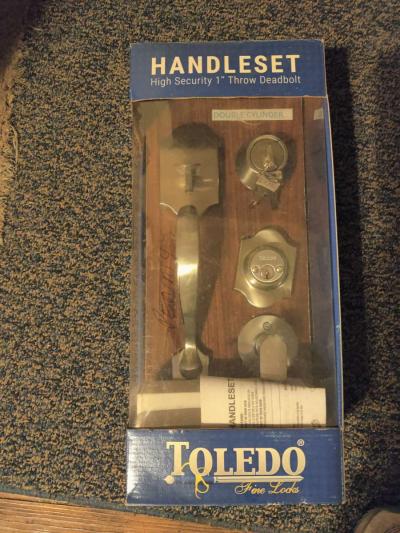 HANDLESET
High Security 1" Throw Deadbolt
DOUBLE CYLINDER
HANDLESET
TOLEDO®
Fine Locks